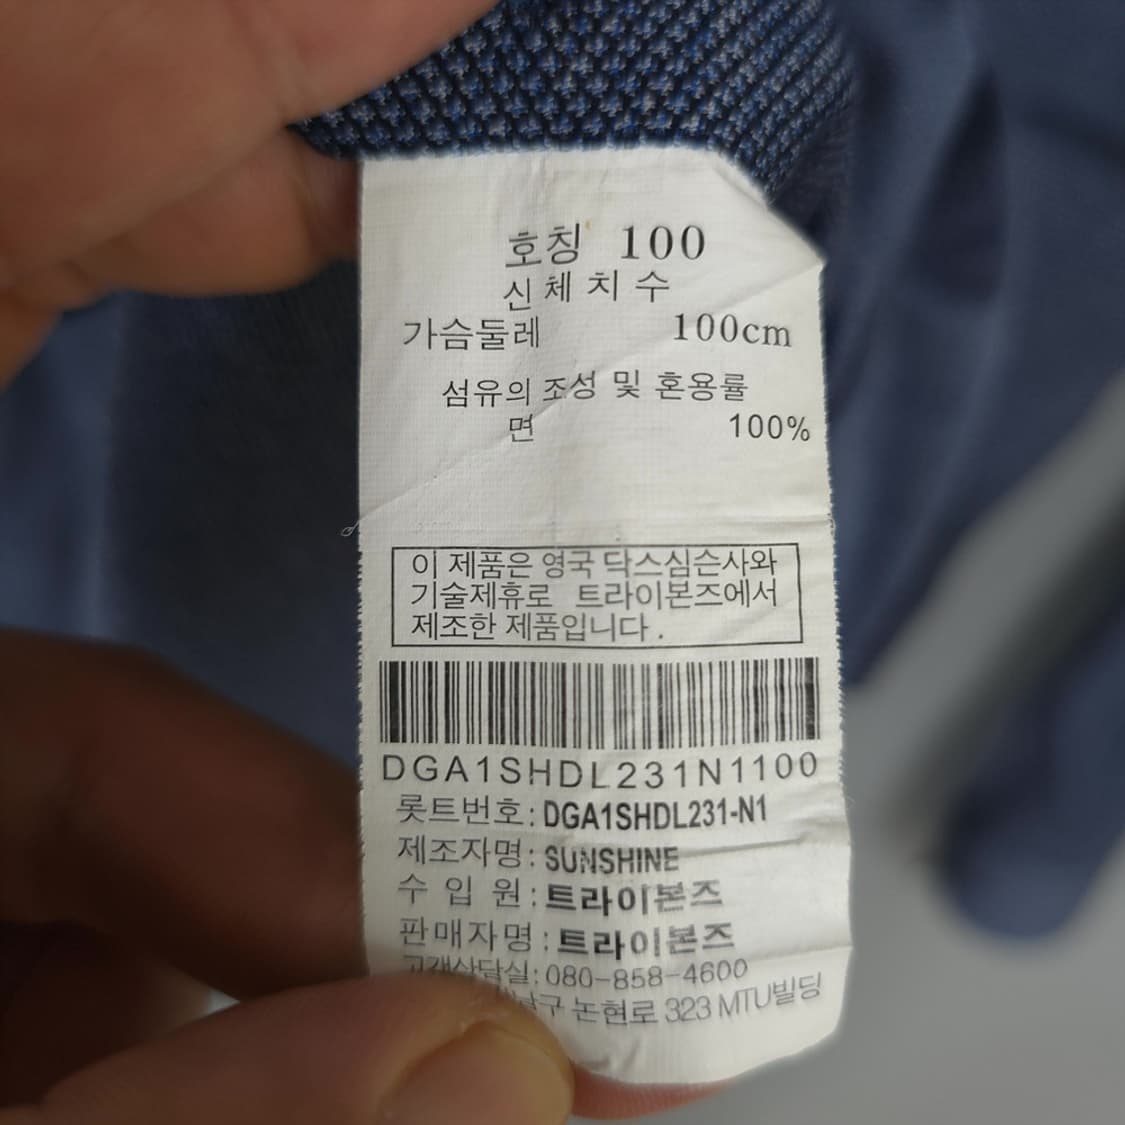 호칭 100
신체치수
가슴둘레 100cm
섬유의 조성 및 혼용률
면 100%
이 제품은 영국 닥스심슨사와
기술제휴로 트라이본즈에서
제조한 제품입니다.
DGA1SHDL231N1100
롯트번호: DGA1SHDL231-N1
제조자명: SUNSHINE
수 입 원: 트라이본즈
판매자명: 트라이본즈
고객상담실: 080-858-4600
논현로 323 MTU빌딩